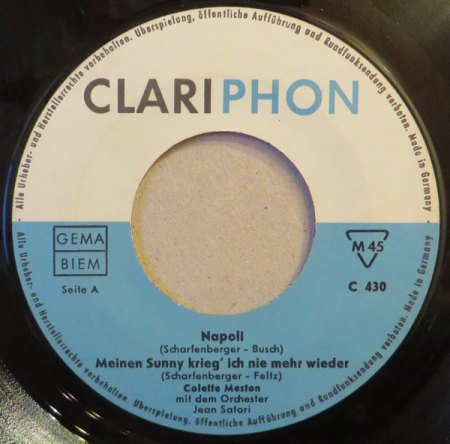 Alle Urheber- und Herstellerrechte vorbehalten. Überspielung, öffentliche Aufführung und Rundfunksendung verboten. Made in Germany
CLARIPHON
GEMA
BIEM
M 45
Seite A
C 430
Napoli
(Scharfenberger - Busch)
Meinen Sunny krieg' ich nie mehr wieder
(Scharfenberger - Feltz)
Colette Meston
mit dem Orchester
Jean Satori
Alle Urheber- und Herstellerrechte vorbehalten. Überspielung, öffentliche Aufführung und Rundfunksendung verboten. Made in Germany